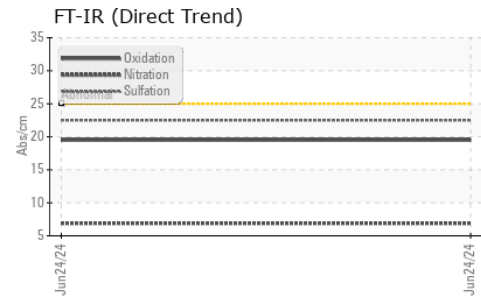 FT-IR (Direct Trend)
35
30
25
20
15
10
5
Abs/cm
Oxidation
Nitration
Sulfation
Abnormal
Jun24/24
Jun24/24